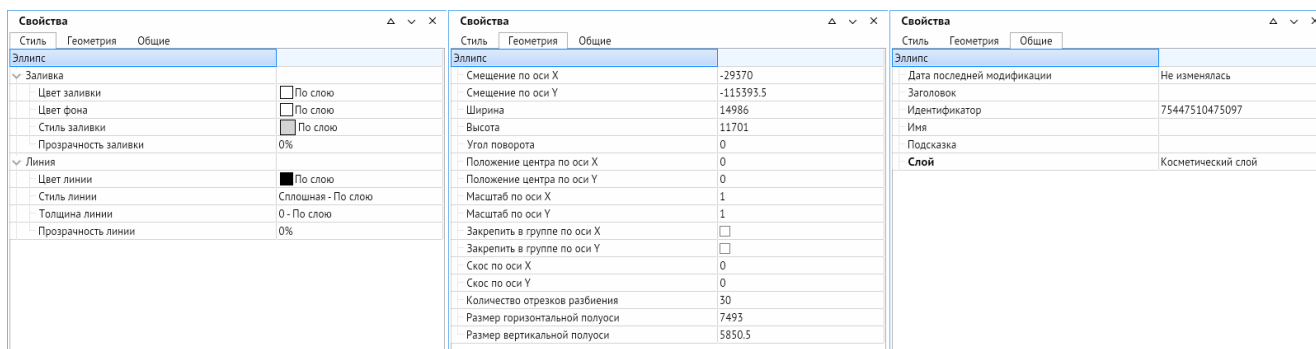 Свойства
Стиль Геометрия Общие
Эллипс
Заливка
Цвет заливки По слою
Цвет фона По слою
Стиль заливки По слою
Прозрачность заливки 0%
Линия
Цвет линии По слою
Стиль линии Сплошная - По слою
Толщина линии 0 - По слою
Прозрачность линии 0%
Свойства
Стиль Геометрия Общие
Эллипс
Смещение по оси X -29370
Смещение по оси Y -115393.5
Ширина 14986
Высота 11701
Угол поворота 0
Положение центра по оси X 0
Положение центра по оси Y 0
Масштаб по оси X 1
Масштаб по оси Y 1
Закрепить в группе по оси X
Закрепить в группе по оси Y
Скос по оси X 0
Скос по оси Y 0
Количество отрезков разбиения 30
Размер горизонтальной полуоси 7493
Размер вертикальной полуоси 5850.5
Свойства
Стиль Геометрия Общие
Эллипс
Дата последней модификации Не изменялась
Заголовок
Идентификатор 75447510475097
Имя
Подсказка
Слой Косметический слой